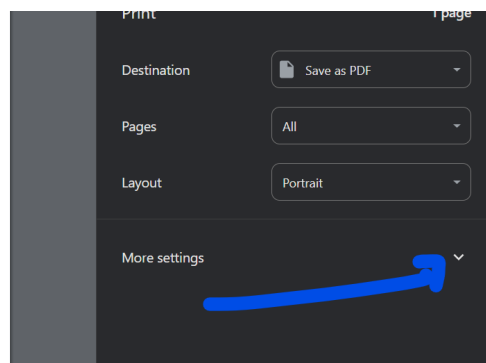 Print 1 page
Destination Save as PDF
Pages All
Layout Portrait
More settings